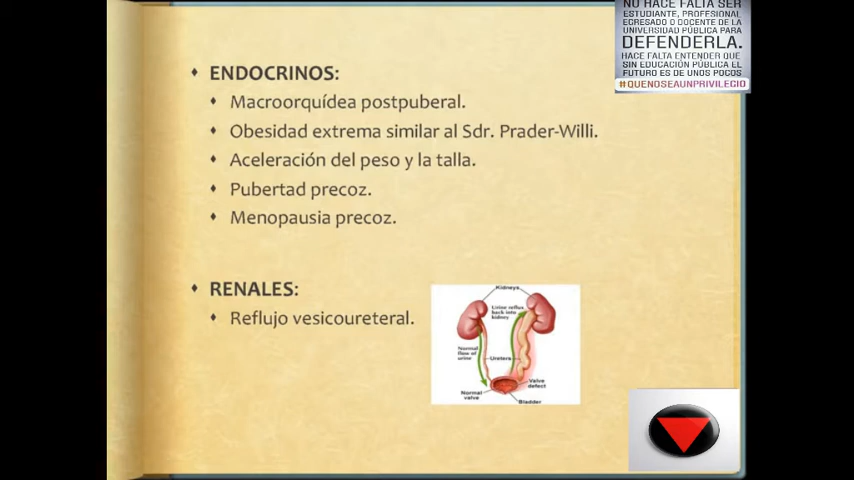 NO HACE FALTA SER
ESTUDIANTE, PROFESIONAL
EGRESADO O DOCENTE DE LA
UNIVERSIDAD PÚBLICA PARA
DEFENDERLA.
HACE FALTA ENTENDER QUE
SIN EDUCACIÓN PÚBLICA EL
FUTURO ES DE UNOS POCOS
#QUENOSEAUNPRIVILEGIO
ENDOCRINOS:
Macroorquídea postpuberal.
Obesidad extrema similar al Sdr. Prader-Willi.
Aceleración del peso y la talla.
Pubertad precoz.
Menopausia precoz.
RENALES:
Reflujo vesicoureteral.
Kidneys
Urine reflux
back into
kidney
Normal
flow of
urine
Ureters
Valve
defect
Normal
valve
Bladder